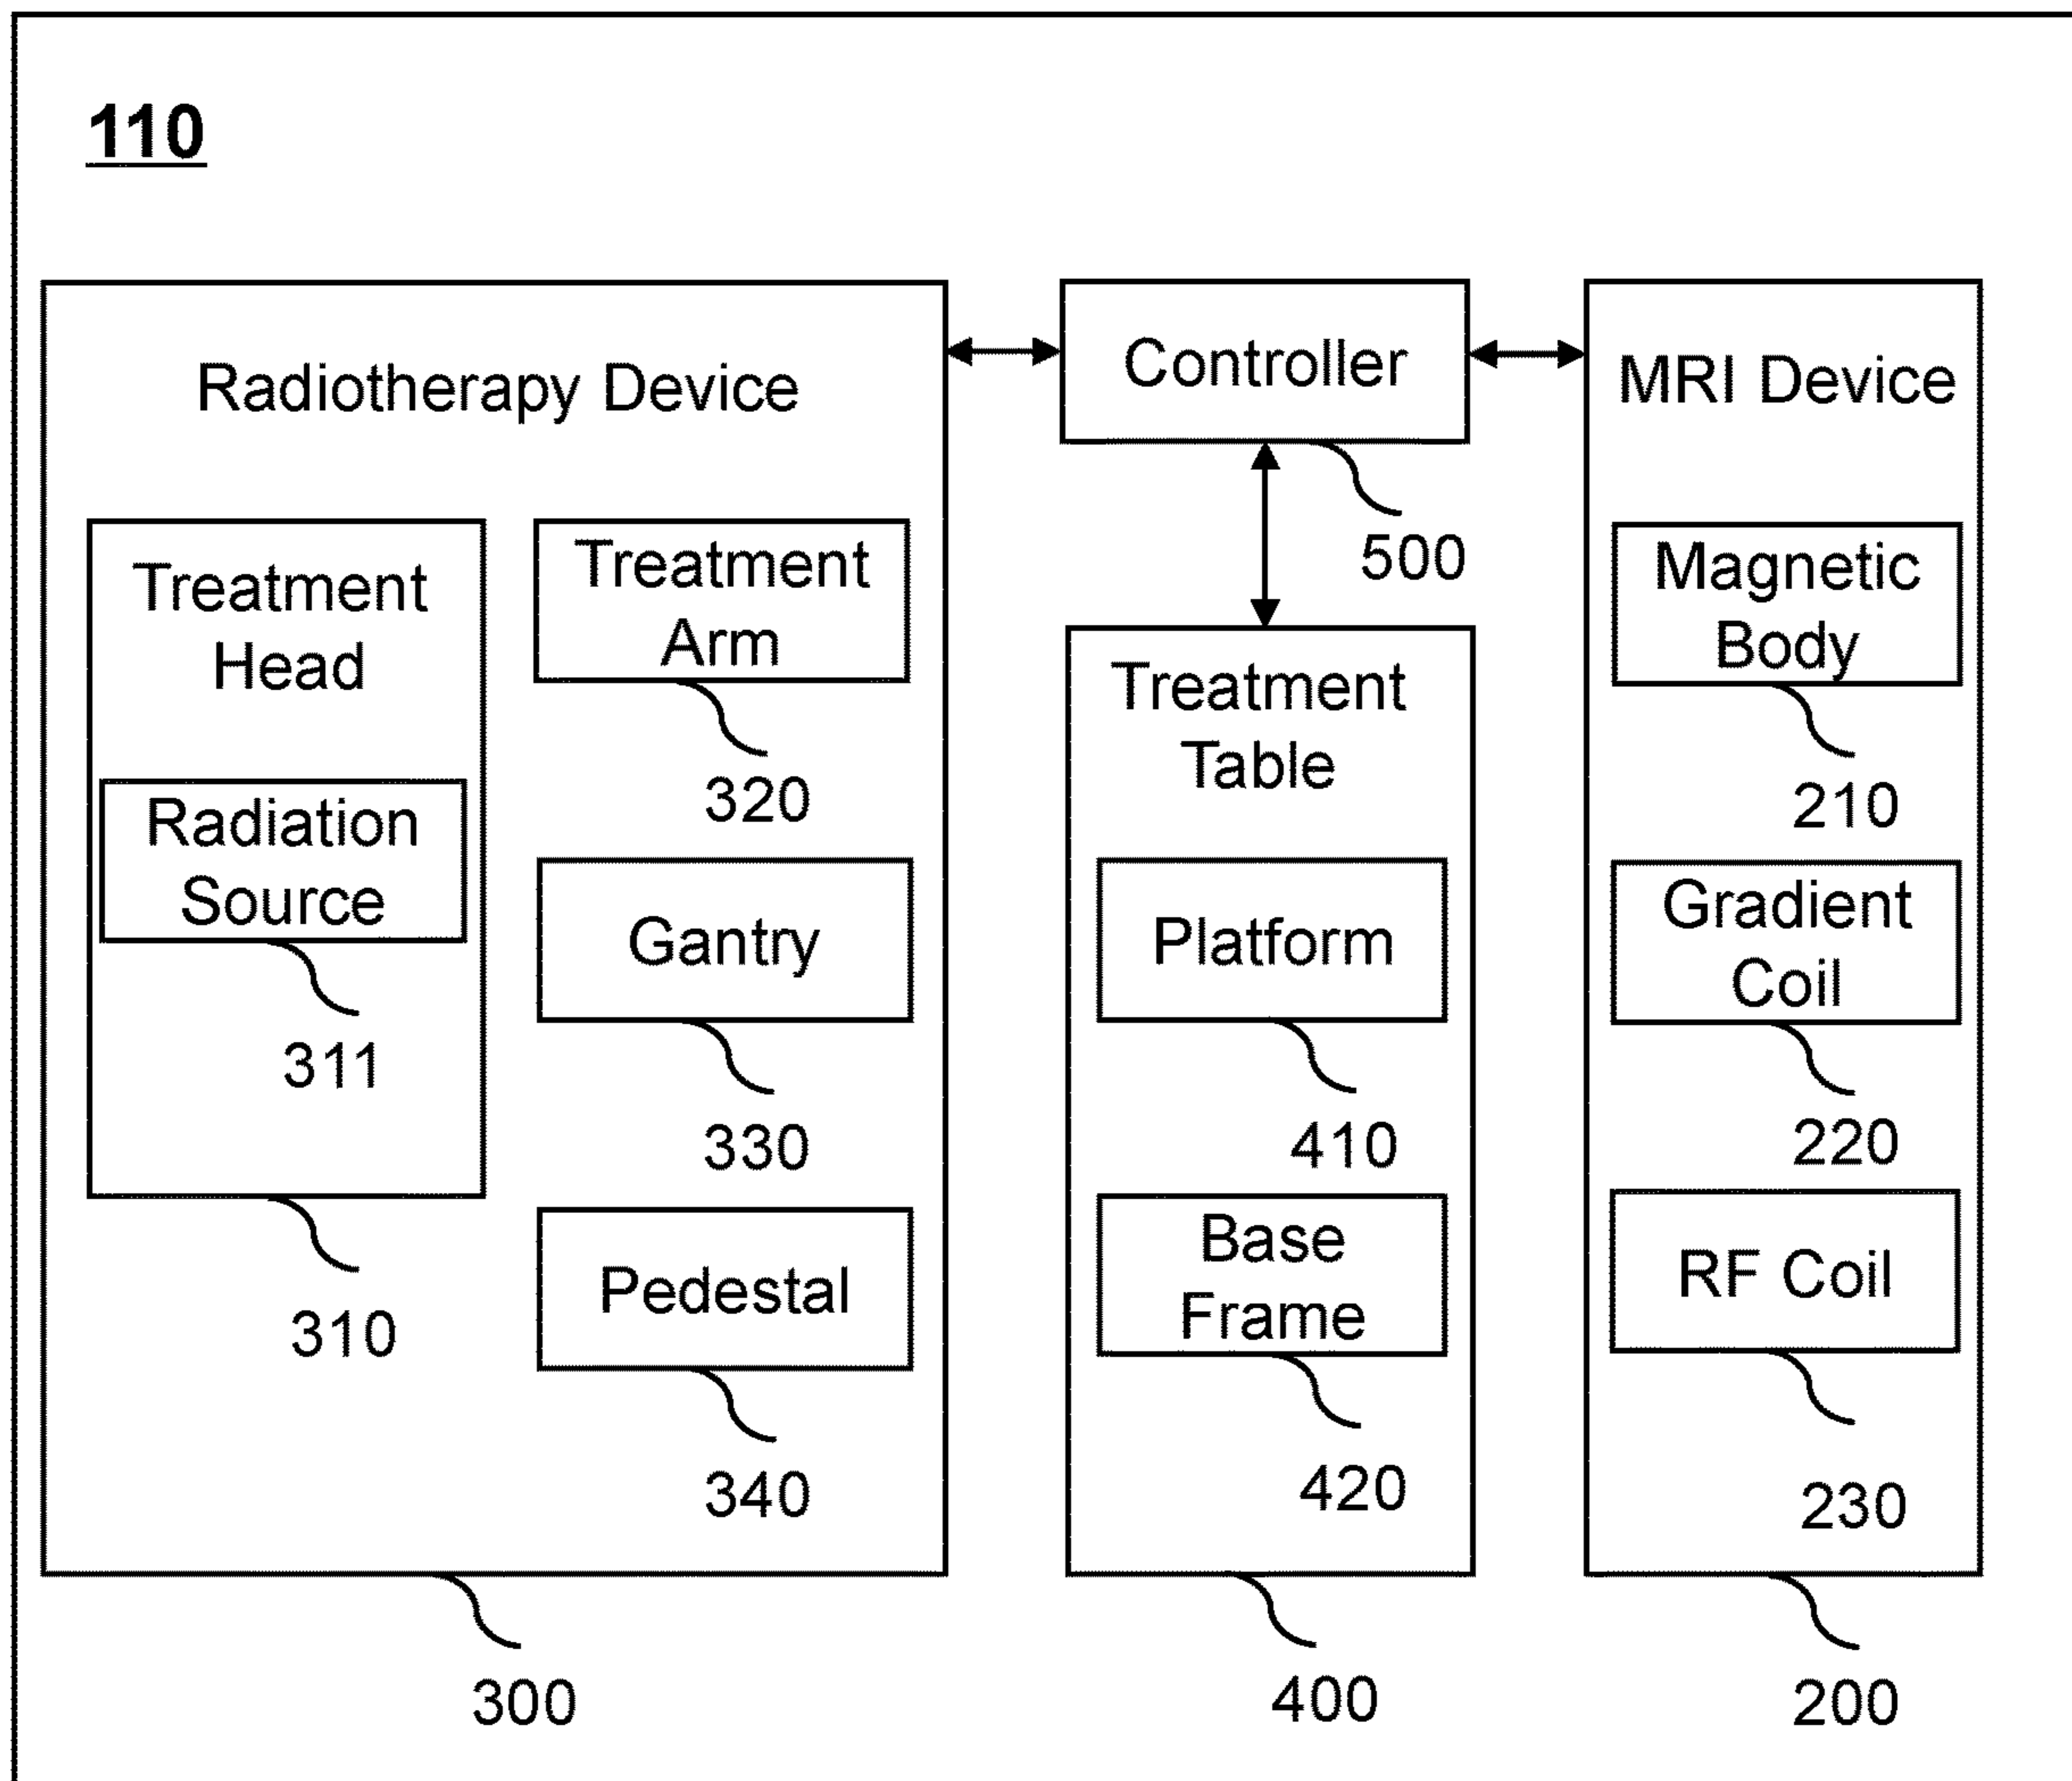 110
Radiotherapy Device
Treatment
Head
Radiation
Source
311
310
Treatment
Arm
320
Gantry
330
Pedestal
340
300
Controller
500
Treatment
Table
Platform
410
Base
Frame
420
400
MRI Device
Magnetic
Body
210
Gradient
Coil
220
RF Coil
230
200